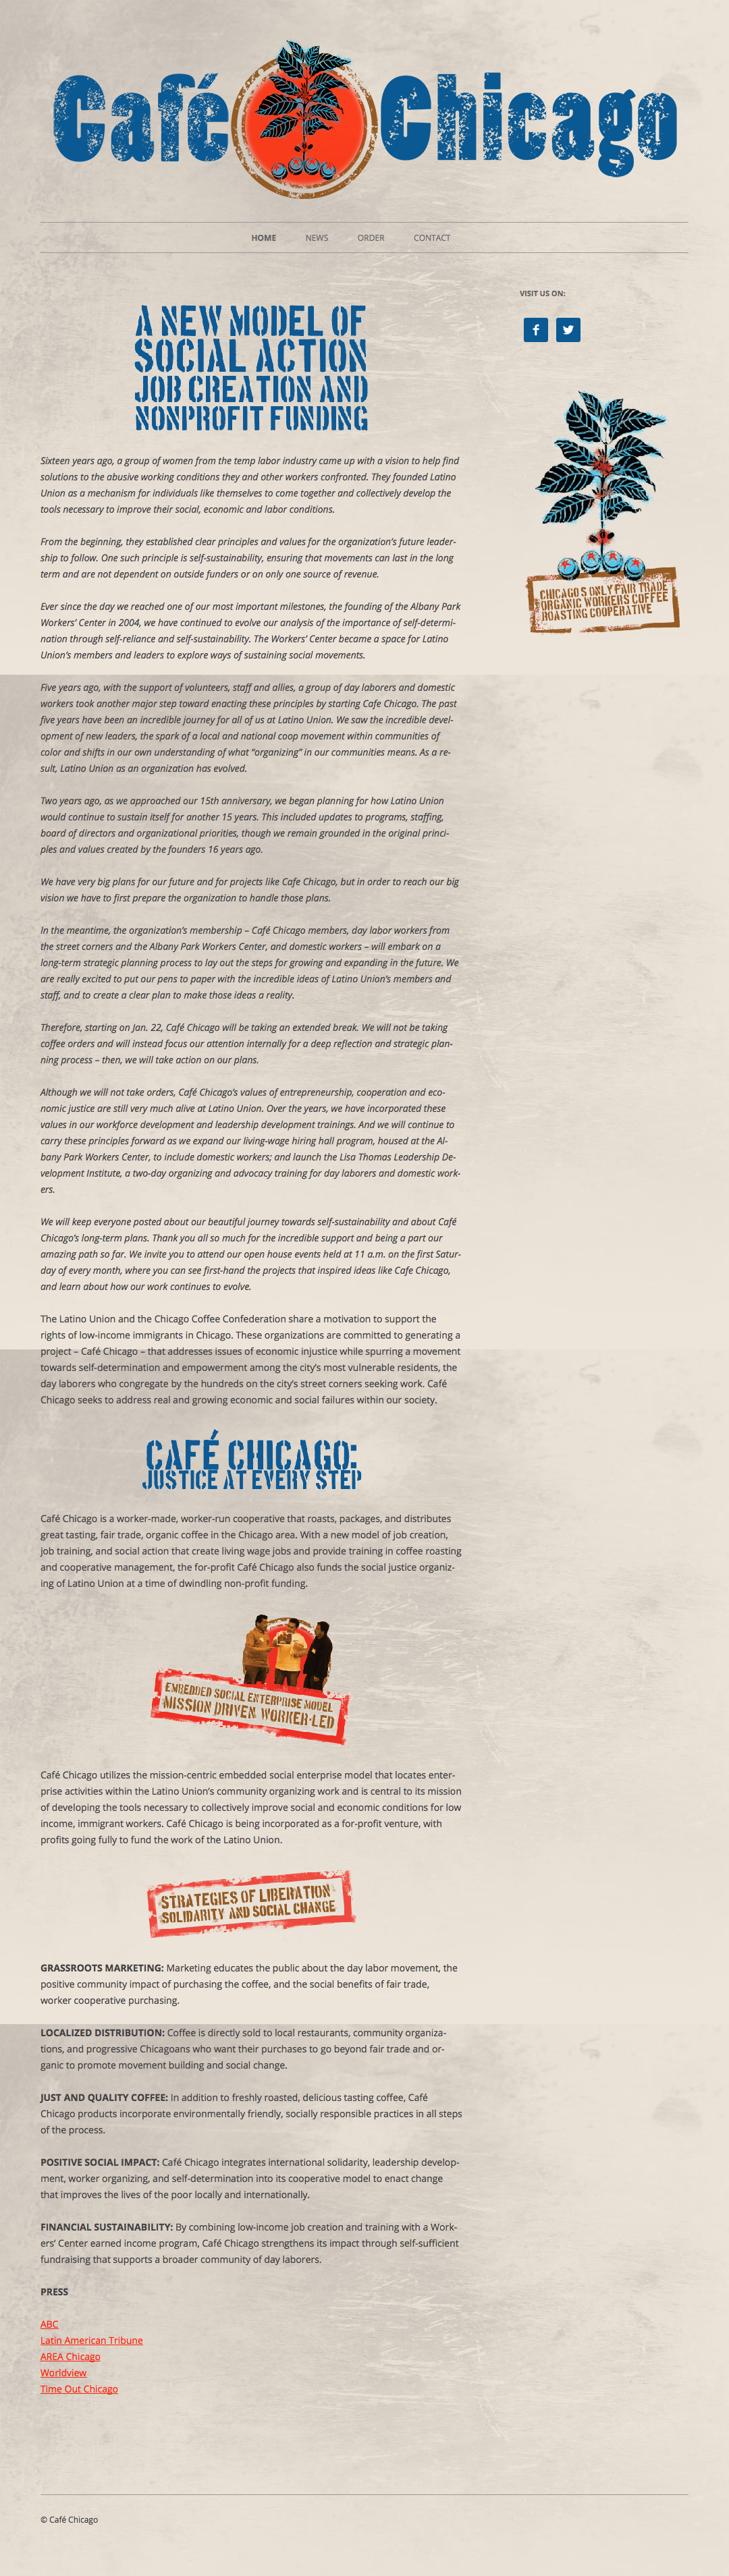 Café Chicago
HOME NEWS ORDER CONTACT
VISIT US ON:
A NEW MODEL OF
SOCIAL ACTION
JOB CREATION AND
NONPROFIT FUNDING
Sixteen years ago, a group of women from the temp labor industry came up with a vision to help find
solutions to the abusive working conditions they and other workers confronted. They founded Latino
Union as a mechanism for individuals like themselves to come together and collectively develop the
tools necessary to improve their social, economic and labor conditions.
From the beginning, they established clear principles and values for the organization's future leader-
ship to follow. One such principle is self-sustainability, ensuring that movements can last in the long
term and are not dependent on outside funders or on only one source of revenue.
Ever since the day we reached one of our most important milestones, the founding of the Albany Park
Workers' Center in 2004, we have continued to evolve our analysis of the importance of self-determi-
nation through self-reliance and self-sustainability. The Workers' Center became a space for Latino
Union's members and leaders to explore ways of sustaining social movements.
CHICAGO'S ONLY FAIR TRADE
ORGANIC WORKERS COFFEE
ROASTING COOPERATIVE
Five years ago, with the support of volunteers, staff and allies, a group of day laborers and domestic
workers took another major step toward enacting these principles by starting Cafe Chicago. The past
five years have been an incredible journey for all of us at Latino Union. We saw the incredible devel-
opment of new leaders, the spark of a local and national coop movement within communities of
color and shifts in our own understanding of what "organizing" in our communities means. As a re-
sult, Latino Union as an organization has evolved.
Two years ago, as we approached our 15th anniversary, we began planning for how Latino Union
would continue to sustain itself for another 15 years. This included updates to programs, staffing,
board of directors and organizational priorities, though we remain grounded in the original princi-
ples and values created by the founders 16 years ago.
We have very big plans for our future and for projects like Cafe Chicago, but in order to reach our big
vision we have to first prepare the organization to handle those plans.
In the meantime, the organization's membership – Café Chicago members, day labor workers from
the street corners and the Albany Park Workers Center, and domestic workers – will embark on a
long-term strategic planning process to lay out the steps for growing and expanding in the future. We
are really excited to put our pens to paper with the incredible ideas of Latino Union's members and
staff, and to create a clear plan to make those ideas a reality.
Therefore, starting on Jan. 22, Café Chicago will be taking an extended break. We will not be taking
coffee orders and will instead focus our attention internally for a deep reflection and strategic plan-
ning process – then, we will take action on our plans.
Although we will not take orders, Café Chicago's values of entrepreneurship, cooperation and eco-
nomic justice are still very much alive at Latino Union. Over the years, we have incorporated these
values in our workforce development and leadership development trainings. And we will continue to
carry these principles forward as we expand our living-wage hiring hall program, housed at the Al-
bany Park Workers Center, to include domestic workers; and launch the Lisa Thomas Leadership De-
velopment Institute, a two-day organizing and advocacy training for day laborers and domestic work-
ers.
We will keep everyone posted about our beautiful journey towards self-sustainability and about Café
Chicago's long-term plans. Thank you all so much for the incredible support and being a part our
amazing path so far. We invite you to attend our open house events held at 11 a.m. on the first Satur-
day of every month, where you can see first-hand the projects that inspired ideas like Cafe Chicago,
and learn about how our work continues to evolve.
The Latino Union and the Chicago Coffee Confederation share a motivation to support the
rights of low-income immigrants in Chicago. These organizations are committed to generating a
project – Café Chicago – that addresses issues of economic injustice while spurring a movement
towards self-determination and empowerment among the city's most vulnerable residents, the
day laborers who congregate by the hundreds on the city's street corners seeking work. Café
Chicago seeks to address real and growing economic and social failures within our society.
CAFÉ CHICAGO:
JUSTICE AT EVERY STEP
Café Chicago is a worker-made, worker-run cooperative that roasts, packages, and distributes
great tasting, fair trade, organic coffee in the Chicago area. With a new model of job creation,
job training, and social action that create living wage jobs and provide training in coffee roasting
and cooperative management, the for-profit Café Chicago also funds the social justice organiz-
ing of Latino Union at a time of dwindling non-profit funding.
EMBEDDED SOCIAL ENTERPRISE MODEL
MISSION DRIVEN, WORKER-LED
Café Chicago utilizes the mission-centric embedded social enterprise model that locates enter-
prise activities within the Latino Union's community organizing work and is central to its mission
of developing the tools necessary to collectively improve social and economic conditions for low
income, immigrant workers. Café Chicago is being incorporated as a for-profit venture, with
profits going fully to fund the work of the Latino Union.
STRATEGIES OF LIBERATION
SOLIDARITY AND SOCIAL CHANGE
GRASSROOTS MARKETING: Marketing educates the public about the day labor movement, the
positive community impact of purchasing the coffee, and the social benefits of fair trade,
worker cooperative purchasing.
LOCALIZED DISTRIBUTION: Coffee is directly sold to local restaurants, community organiza-
tions, and progressive Chicagoans who want their purchases to go beyond fair trade and or-
ganic to promote movement building and social change.
JUST AND QUALITY COFFEE: In addition to freshly roasted, delicious tasting coffee, Café
Chicago products incorporate environmentally friendly, socially responsible practices in all steps
of the process.
POSITIVE SOCIAL IMPACT: Café Chicago integrates international solidarity, leadership develop-
ment, worker organizing, and self-determination into its cooperative model to enact change
that improves the lives of the poor locally and internationally.
FINANCIAL SUSTAINABILITY: By combining low-income job creation and training with a Work-
ers' Center earned income program, Café Chicago strengthens its impact through self-sufficient
fundraising that supports a broader community of day laborers.
PRESS
ABC
Latin American Tribune
AREA Chicago
Worldview
Time Out Chicago
© Café Chicago